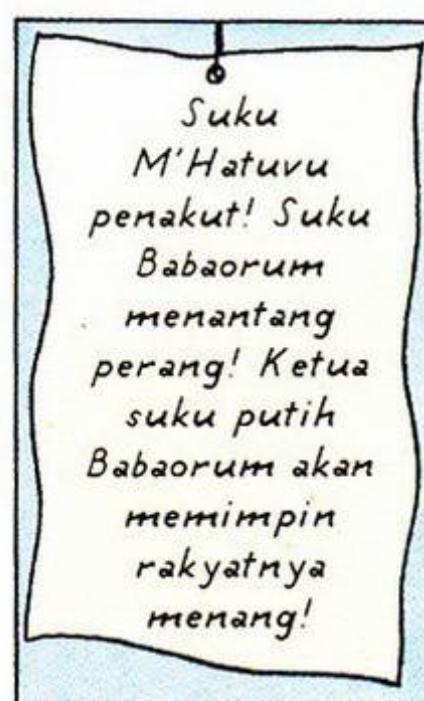 Suku
M'Hatuvu
penakut! Suku
Babaorum
menantang
perang! Ketua
suku putih
Babaorum akan
memimpin
rakyatnya
menang!